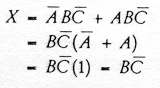 X = A̅BC̅ + ABC̅
= BC̅(A̅ + A)
= BC̅(1) = BC̅